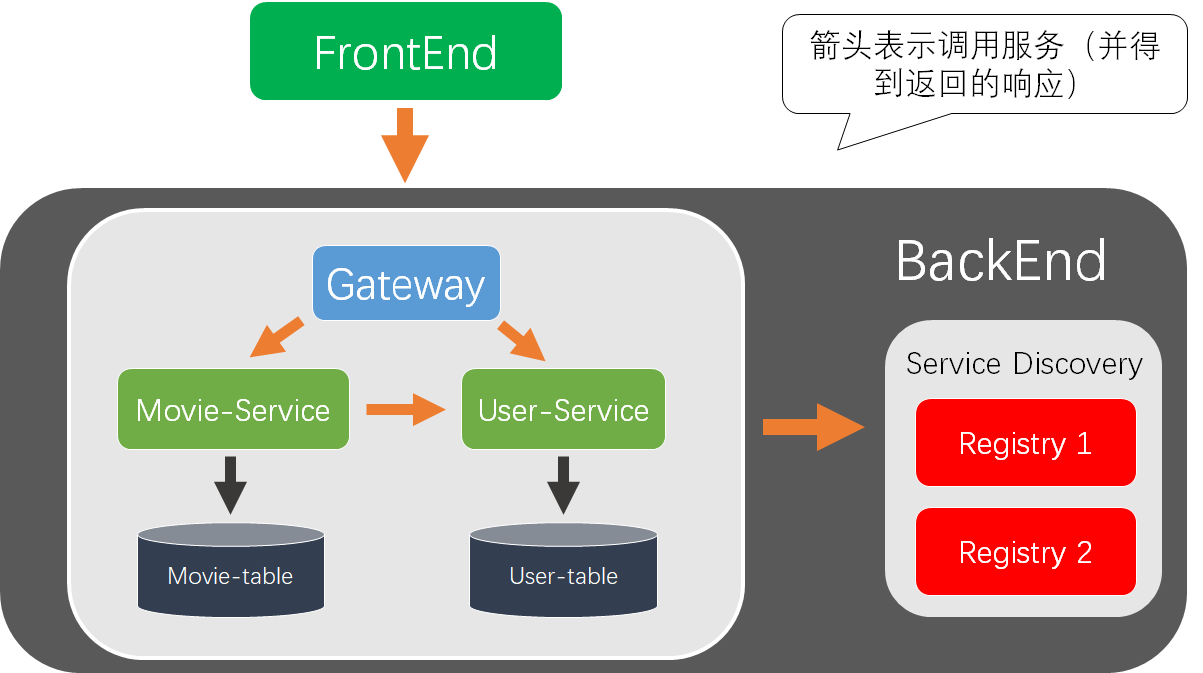 FrontEnd
箭头表示调用服务（并得
到返回的响应）
BackEnd
Gateway
Service Discovery
Movie-Service
User-Service
Registry 1
Registry 2
Movie-table
User-table